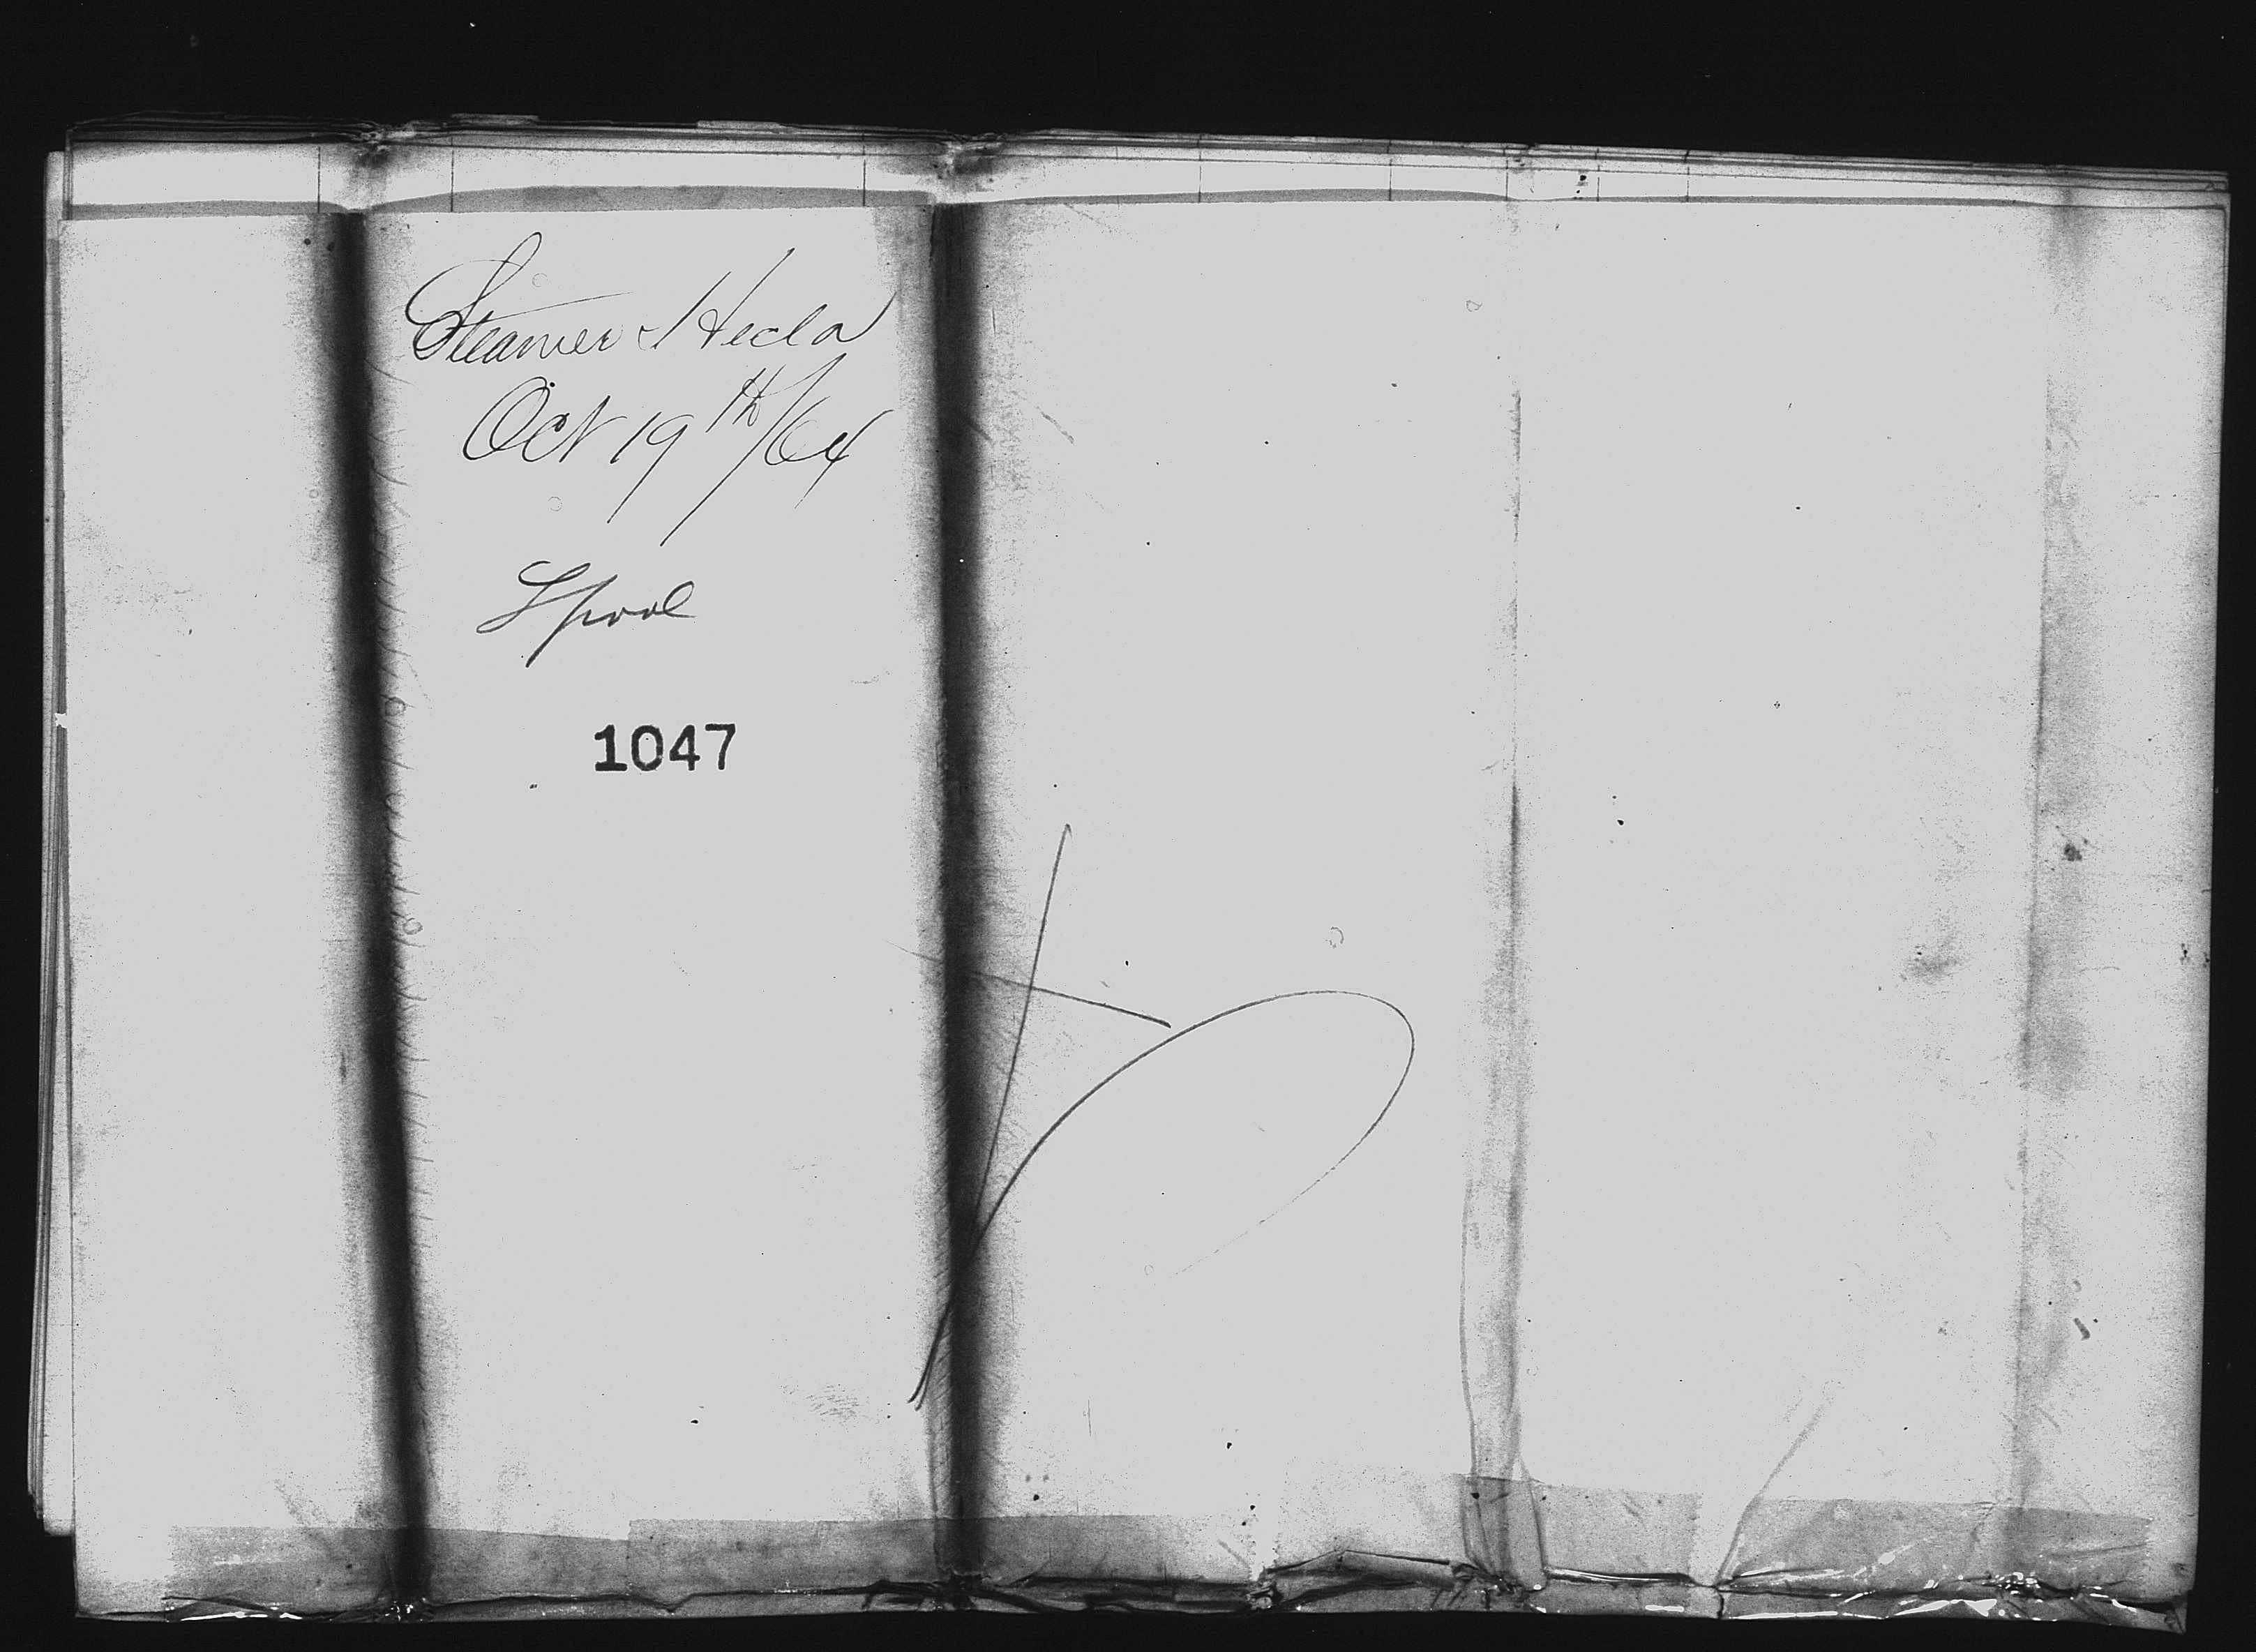 Steamer Hecla
Oct 19th/64
Lpool
1047